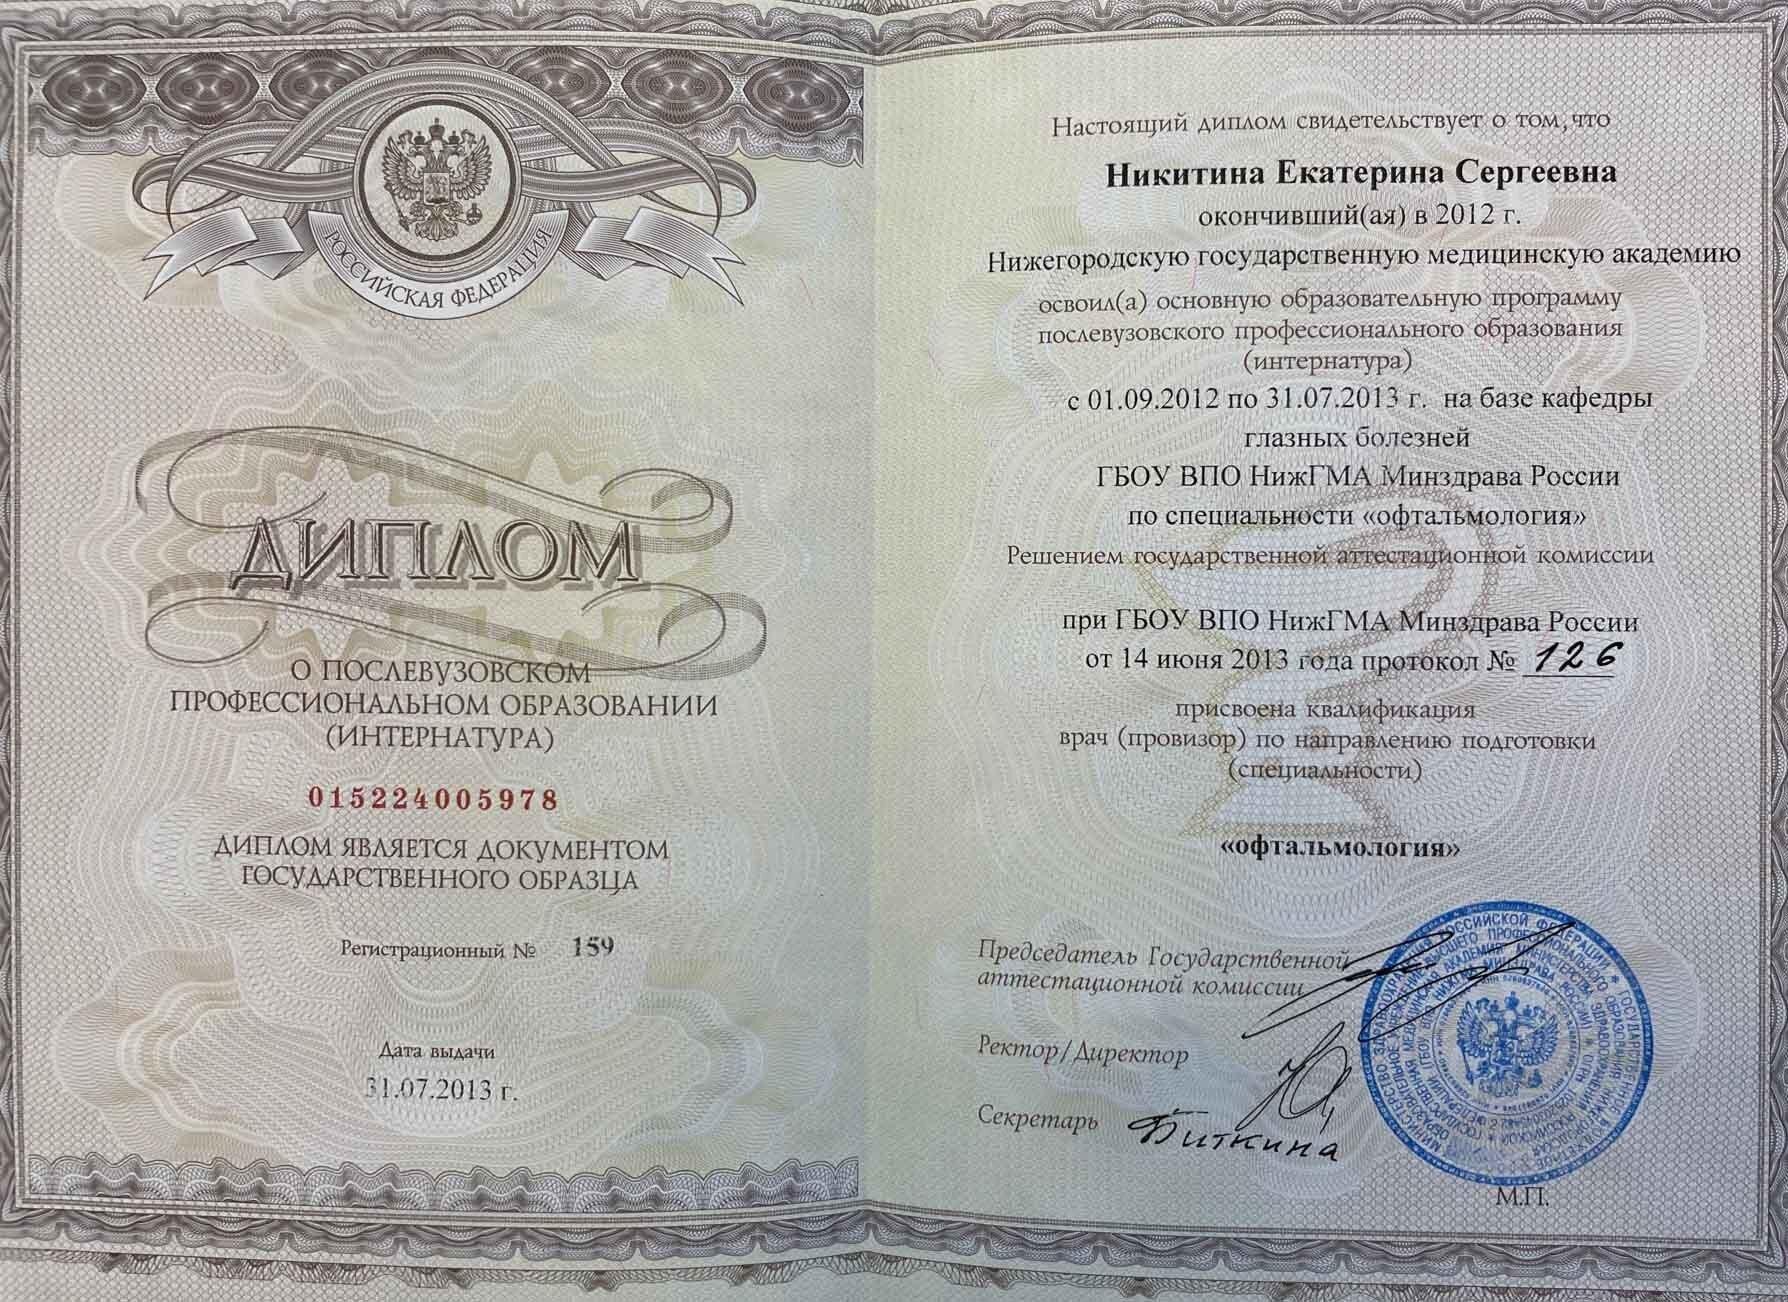 РОССИЙСКАЯ ФЕДЕРАЦИЯ
ДИПЛОМ
О ПОСЛЕВУЗОВСКОМ
ПРОФЕССИОНАЛЬНОМ ОБРАЗОВАНИИ
(ИНТЕРНАТУРА)
015224005978
ДИПЛОМ ЯВЛЯЕТСЯ ДОКУМЕНТОМ
ГОСУДАРСТВЕННОГО ОБРАЗЦА
Регистрационный № 159
Дата выдачи
31.07.2013 г.
Настоящий диплом свидетельствует о том, что
Никитина Екатерина Сергеевна
окончивший(ая) в 2012 г.
Нижегородскую государственную медицинскую академию
освоил(а) основную образовательную программу
послевузовского профессионального образования
(интернатура)
с 01.09.2012 по 31.07.2013 г. на базе кафедры
глазных болезней
ГБОУ ВПО НижГМА Минздрава России
по специальности «офтальмология»
Решением государственной аттестационной комиссии
при ГБОУ ВПО НижГМА Минздрава России
от 14 июня 2013 года протокол № 126
присвоена квалификация
врач (провизор) по направлению подготовки
(специальности)
«офтальмология»
Председатель Государственной
аттестационной комиссии
Ректор/Директор
Секретарь Биткина
М.П.